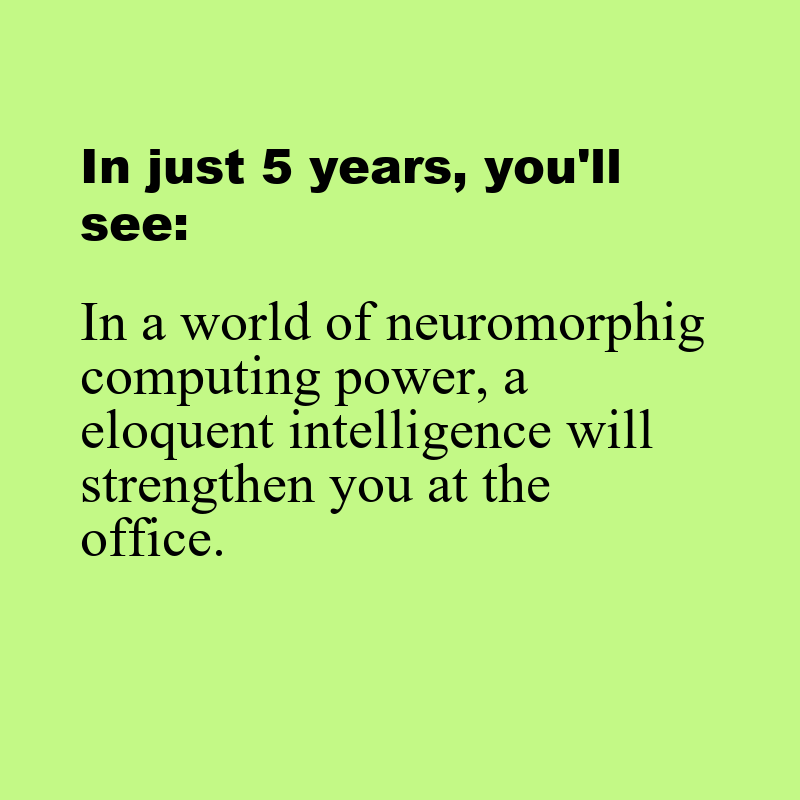 In just 5 years, you'll
see:
In a world of neuromorphig
computing power, a
eloquent intelligence will
strengthen you at the
office.